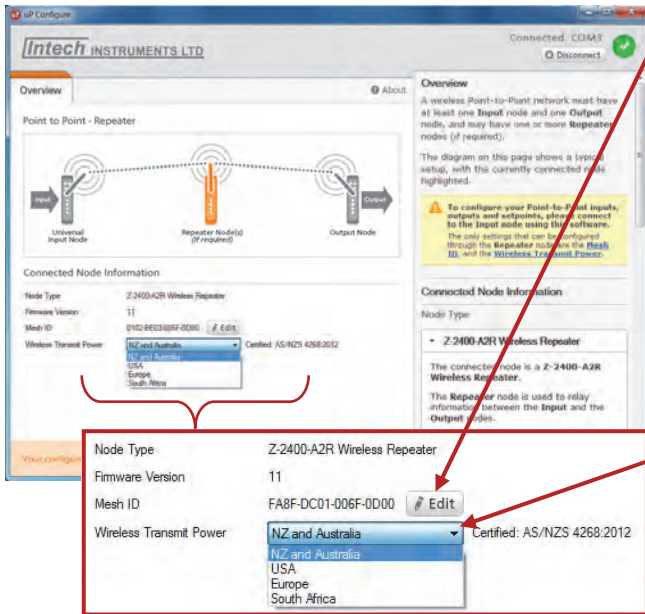 uP Configure
Intech INSTRUMENTS LTD
Connected COM3
Disconnect
Overview
About
Point to Point - Repeater
Input
Output
Universal
Input Node
Repeater Node(s)
(If required)
Output Node
Connected Node Information
Node Type Z-2400-A2R Wireless Repeater
Firmware Version 11
Mesh ID 0102-BE03-006F-0D00 Edit
Wireless Transmit Power NZ and Australia Certified: AS/NZS 4268:2012
NZ and Australia
USA
Europe
South Africa
Your configure
Overview
A wireless Point-to-Point network must have
at least one Input node and one Output
node, and may have one or more Repeater
nodes (if required).
The diagram on this page shows a typical
setup, with the currently connected node
highlighted.
To configure your Point-to-Point inputs,
outputs and setpoints, please connect
to the Input node using this software.
The only settings that can be configured
through the Repeater node are the Mesh
ID, and the Wireless Transmit Power.
Connected Node Information
Node Type
Z-2400-A2R Wireless Repeater
The connected node is a Z-2400-A2R
Wireless Repeater.
The Repeater node is used to relay
information between the Input and the
Output nodes.
Node Type Z-2400-A2R Wireless Repeater
Firmware Version 11
Mesh ID FA8F-DC01-006F-0D00 Edit
Wireless Transmit Power NZ and Australia Certified: AS/NZS 4268:2012
NZ and Australia
USA
Europe
South Africa